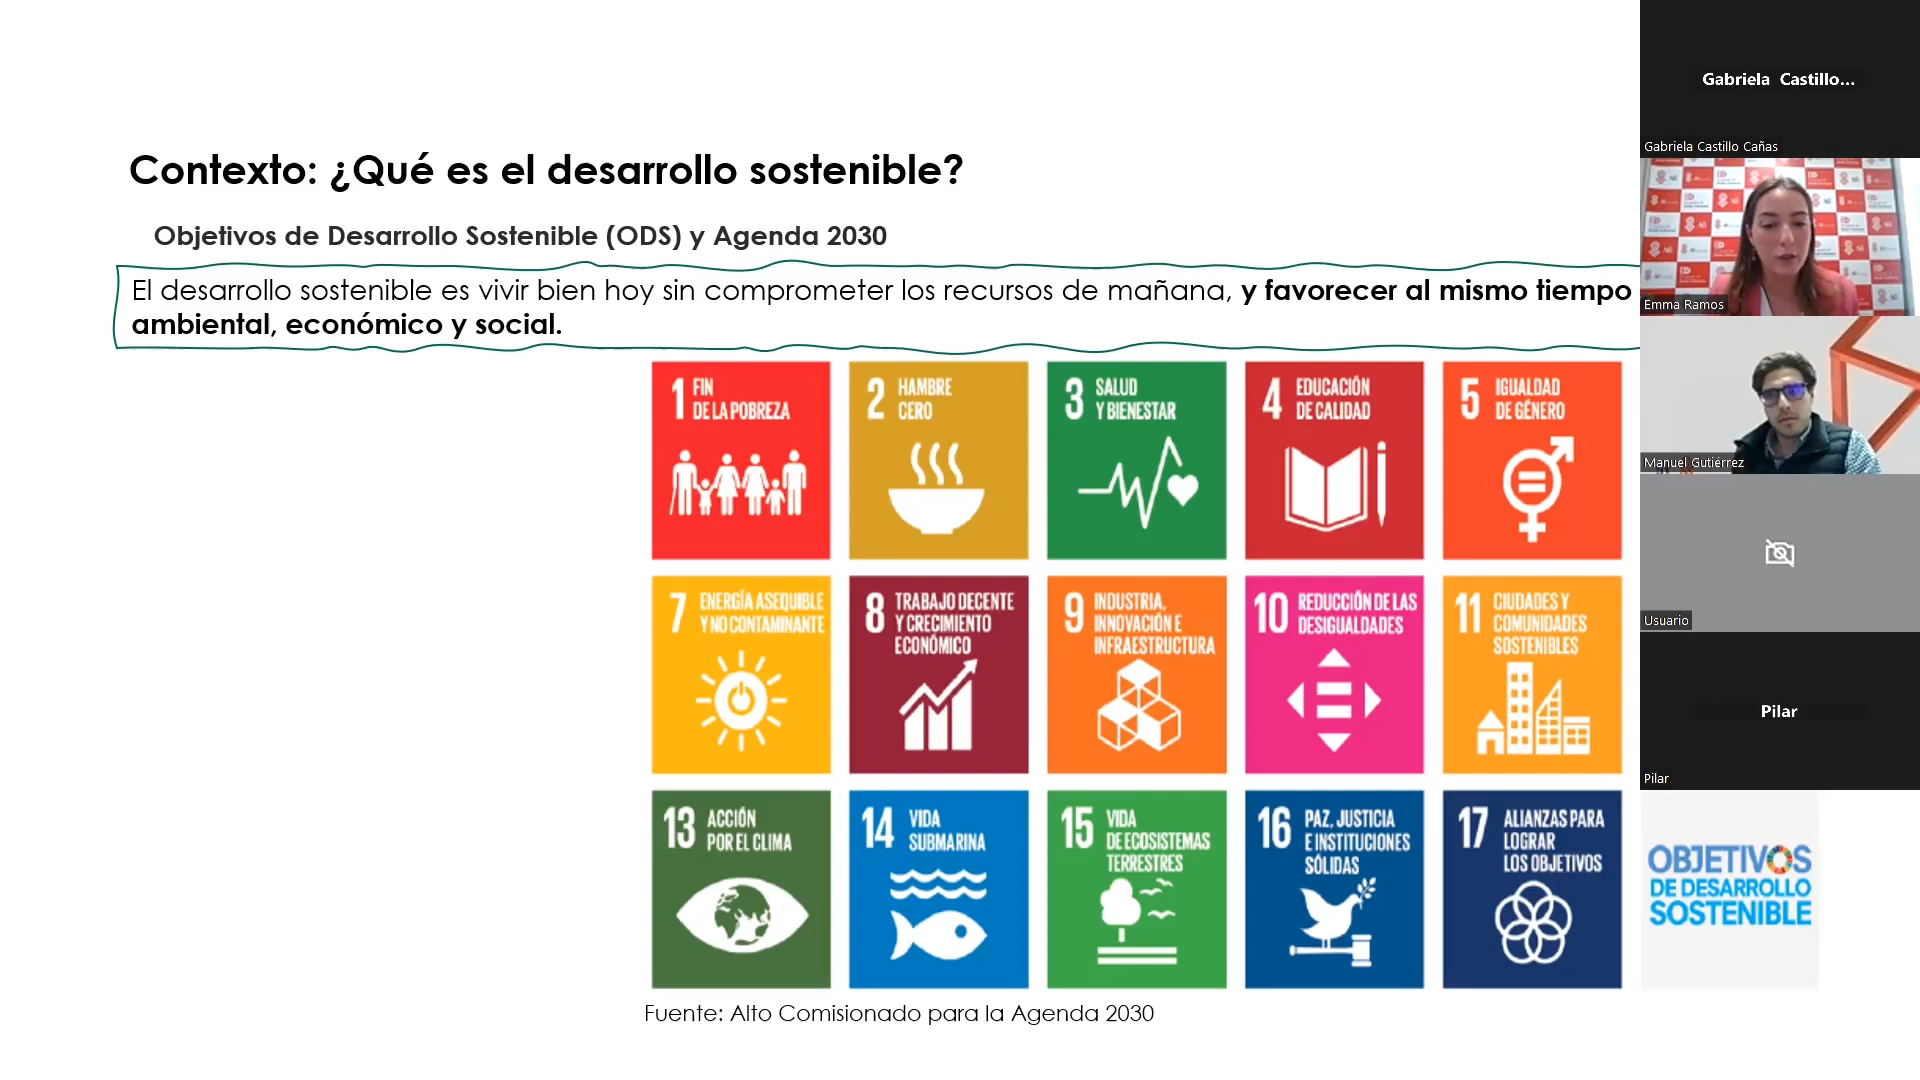 Contexto: ¿Qué es el desarrollo sostenible?
Objetivos de Desarrollo Sostenible (ODS) y Agenda 2030
El desarrollo sostenible es vivir bien hoy sin comprometer los recursos de mañana, y favorecer al mismo tiempo
ambiental, económico y social.
1 FIN
DE LA POBREZA
2 HAMBRE
CERO
3 SALUD
Y BIENESTAR
4 EDUCACIÓN
DE CALIDAD
5 IGUALDAD
DE GÉNERO
7 ENERGÍA ASEQUIBLE
Y NO CONTAMINANTE
8 TRABAJO DECENTE
Y CRECIMIENTO
ECONÓMICO
9 INDUSTRIA,
INNOVACIÓN E
INFRAESTRUCTURA
10 REDUCCIÓN DE LAS
DESIGUALDADES
11 CIUDADES Y
COMUNIDADES
SOSTENIBLES
13 ACCIÓN
POR EL CLIMA
14 VIDA
SUBMARINA
15 VIDA
DE ECOSISTEMAS
TERRESTRES
16 PAZ, JUSTICIA
E INSTITUCIONES
SÓLIDAS
17 ALIANZAS PARA
LOGRAR
LOS OBJETIVOS
OBJETIVOS
DE DESARROLLO
SOSTENIBLE
Fuente: Alto Comisionado para la Agenda 2030
Gabriela Castillo...
Gabriela Castillo Cañas
Emma Ramos
Manuel Gutiérrez
Usuario
Pilar
Pilar